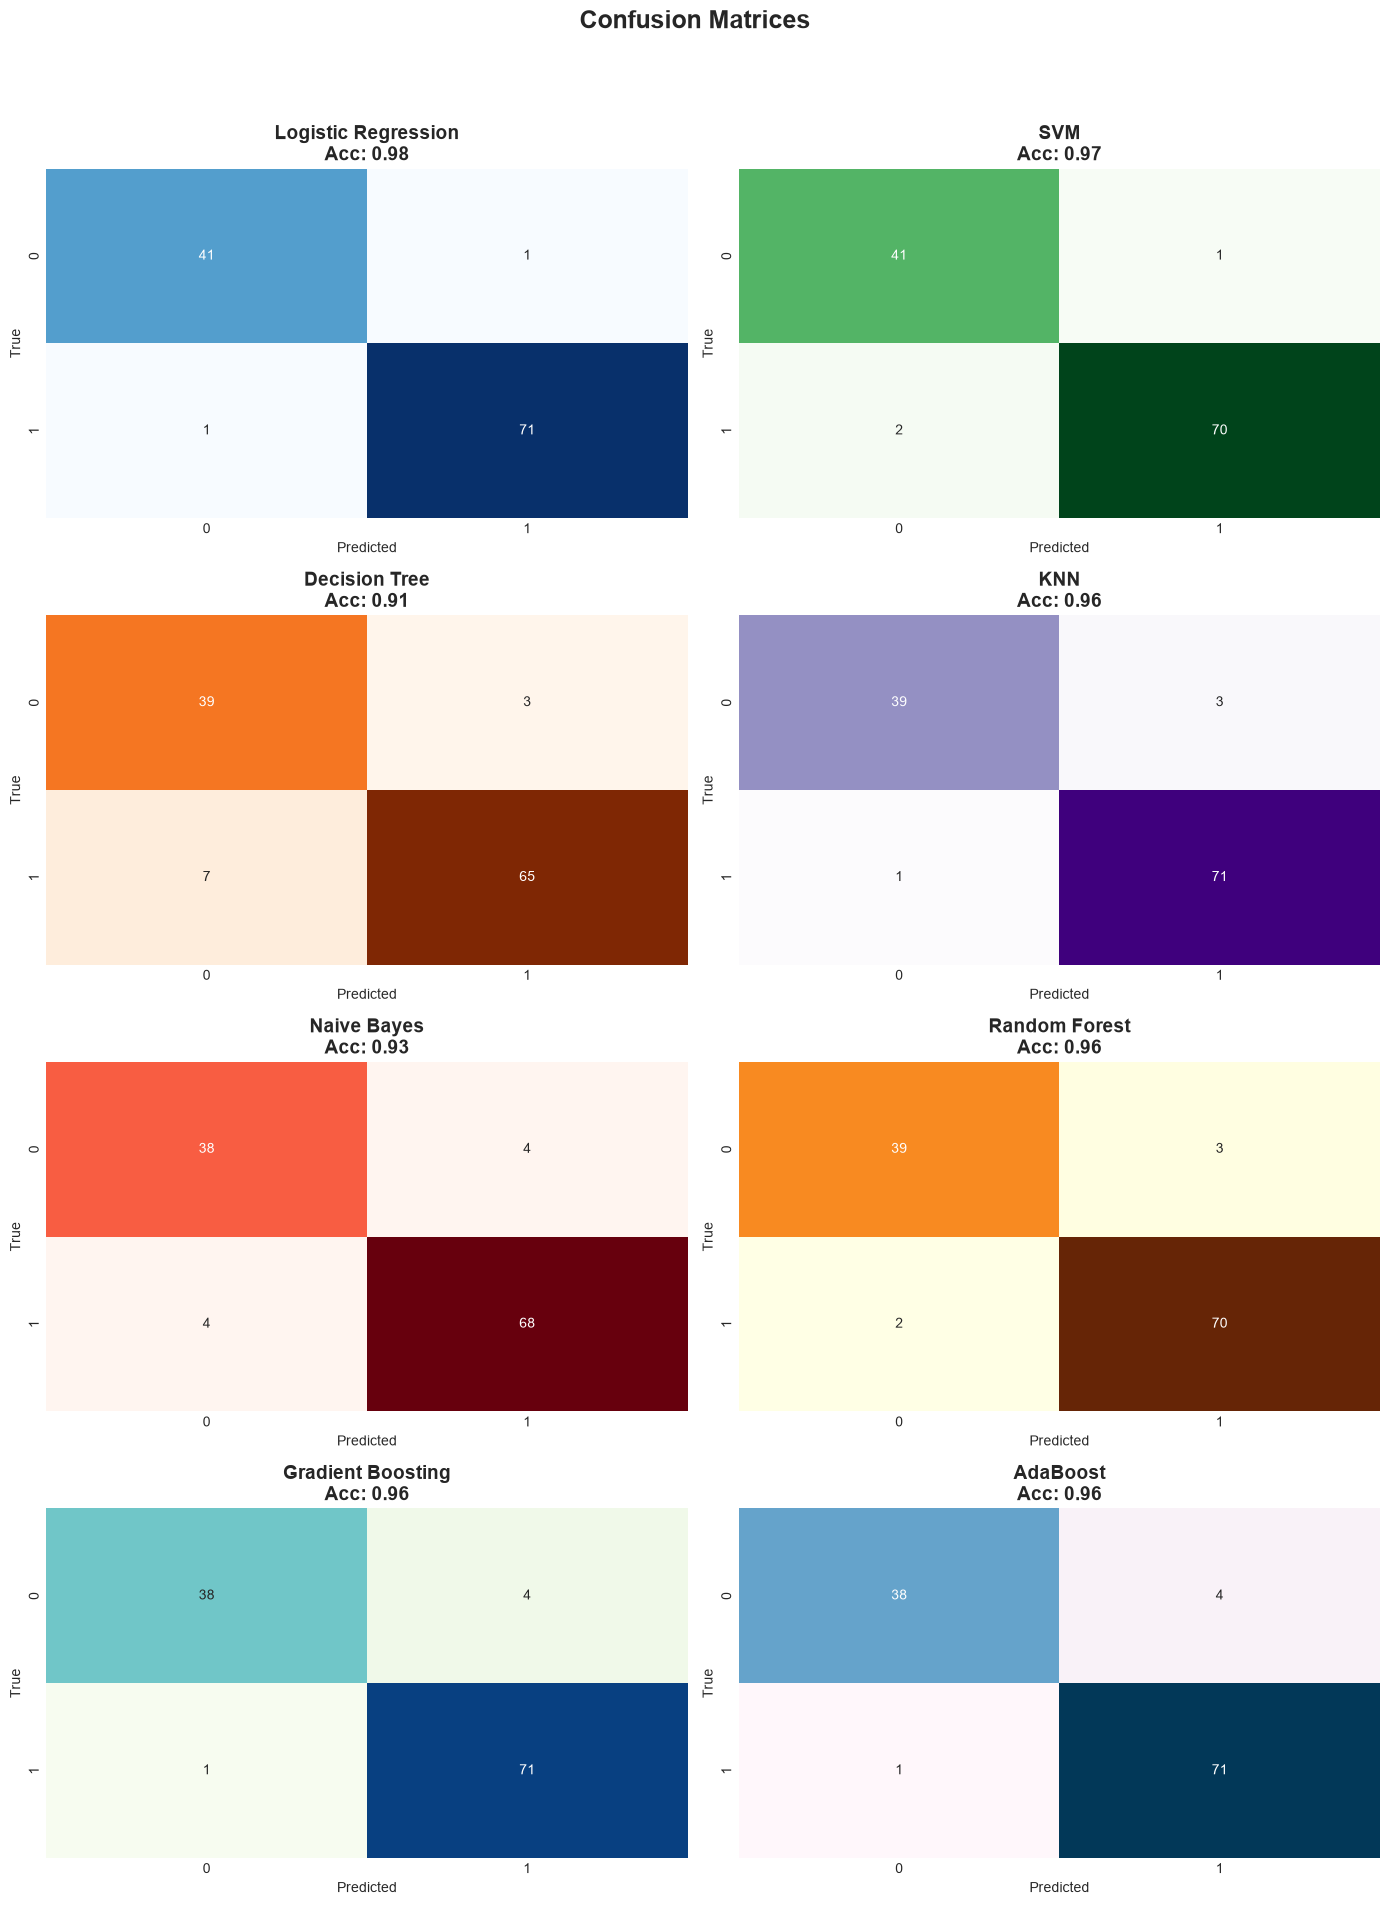 Confusion Matrices
Logistic Regression
Acc: 0.98
True
0
41
1
1
1
71
0
1
Predicted
SVM
Acc: 0.97
True
0
41
1
1
2
70
0
1
Predicted
Decision Tree
Acc: 0.91
True
0
39
3
1
7
65
0
1
Predicted
KNN
Acc: 0.96
True
0
39
3
1
1
71
0
1
Predicted
Naive Bayes
Acc: 0.93
True
0
38
4
1
4
68
0
1
Predicted
Random Forest
Acc: 0.96
True
0
39
3
1
2
70
0
1
Predicted
Gradient Boosting
Acc: 0.96
True
0
38
4
1
1
71
0
1
Predicted
AdaBoost
Acc: 0.96
True
0
38
4
1
1
71
0
1
Predicted